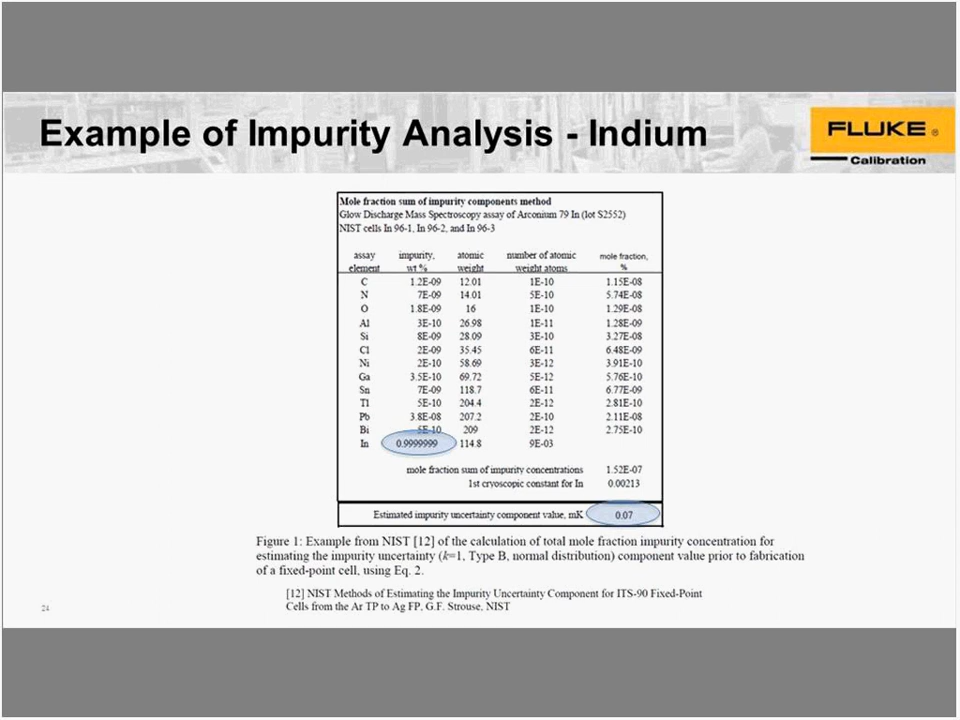 Example of Impurity Analysis - Indium
FLUKE ®
Calibration
Mole fraction sum of impurity components method
Glow Discharge Mass Spectroscopy assay of Arconium 79 In (lot S2552)
NIST cells In 96-1, In 96-2, and In 96-3
assay impurity, atomic number of atomic mole fraction,
element wt % weight weight atoms %
C 1.2E-09 12.01 1E-10 1.15E-08
N 7E-09 14.01 5E-10 5.74E-08
O 1.8E-09 16 1E-10 1.29E-08
Al 3E-10 26.98 1E-11 1.28E-09
Si 8E-09 28.09 3E-10 3.27E-08
Cl 2E-09 35.45 6E-11 6.48E-09
Ni 2E-10 58.69 3E-12 3.91E-10
Ga 3.5E-10 69.72 5E-12 5.76E-10
Sn 7E-09 118.7 6E-11 6.77E-09
Tl 5E-10 204.4 2E-12 2.81E-10
Pb 3.8E-08 207.2 2E-10 2.11E-08
Bi 5E-10 209 2E-12 2.75E-10
In 0.9999999 114.8 9E-03
mole fraction sum of impurity concentrations 1.52E-07
1st cryoscopic constant for In 0.00213
Estimated impurity uncertainty component value, mK 0.07
Figure 1: Example from NIST [12] of the calculation of total mole fraction impurity concentration for
estimating the impurity uncertainty (k=1, Type B, normal distribution) component value prior to fabrication
of a fixed-point cell, using Eq. 2.
[12] NIST Methods of Estimating the Impurity Uncertainty Component for ITS-90 Fixed-Point
Cells from the Ar TP to Ag FP, G.F. Strouse, NIST
24